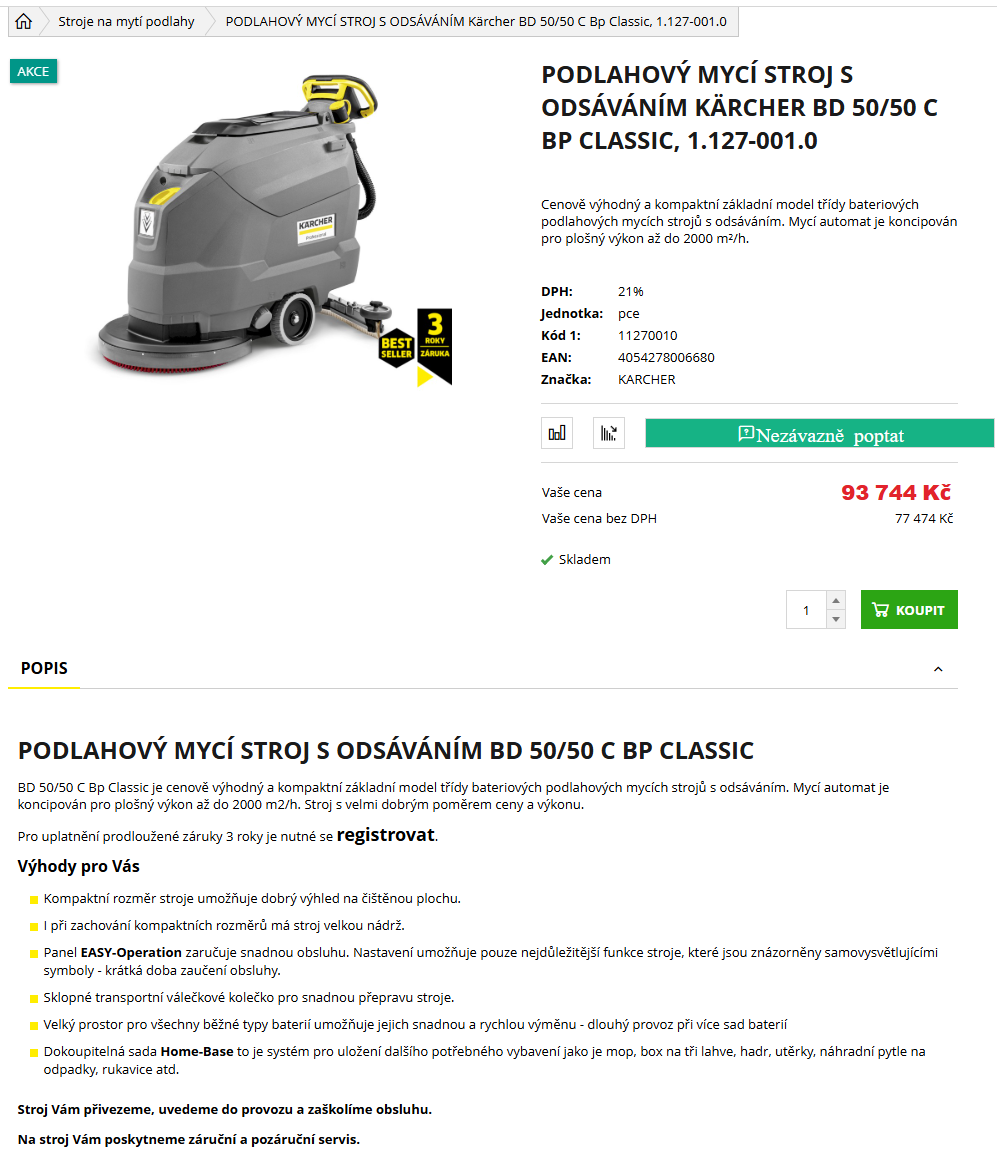 Stroje na mytí podlahy
PODLAHOVÝ MYCÍ STROJ S ODSÁVÁNÍM Kärcher BD 50/50 C Bp Classic, 1.127-001.0
AKCE
KARCHER
Professional
BEST
SELLER
3
ROKY
ZÁRUKA
PODLAHOVÝ MYCÍ STROJ S
ODSÁVÁNÍM KÄRCHER BD 50/50 C
BP CLASSIC, 1.127-001.0
Cenově výhodný a kompaktní základní model třídy bateriových
podlahových mycích strojů s odsáváním. Mycí automat je koncipován
pro plošný výkon až do 2000 m²/h.
DPH: 21%
Jednotka: pce
Kód 1: 11270010
EAN: 4054278006680
Značka: KARCHER
Nezávazně poptat
Vaše cena 93 744 Kč
Vaše cena bez DPH 77 474 Kč
Skladem
1 KOUPIT
POPIS
PODLAHOVÝ MYCÍ STROJ S ODSÁVÁNÍM BD 50/50 C BP CLASSIC
BD 50/50 C Bp Classic je cenově výhodný a kompaktní základní model třídy bateriových podlahových mycích strojů s odsáváním. Mycí automat je
koncipován pro plošný výkon až do 2000 m2/h. Stroj s velmi dobrým poměrem ceny a výkonu.
Pro uplatnění prodloužené záruky 3 roky je nutné se registrovat.
Výhody pro Vás
Kompaktní rozměr stroje umožňuje dobrý výhled na čištěnou plochu.
I při zachování kompaktních rozměrů má stroj velkou nádrž.
Panel EASY-Operation zaručuje snadnou obsluhu. Nastavení umožňuje pouze nejdůležitější funkce stroje, které jsou znázorněny samovysvětlujícími
symboly - krátká doba zaučení obsluhy.
Sklopné transportní válečkové kolečko pro snadnou přepravu stroje.
Velký prostor pro všechny běžné typy baterií umožňuje jejich snadnou a rychlou výměnu - dlouhý provoz při více sad baterií
Dokoupitelná sada Home-Base to je systém pro uložení dalšího potřebného vybavení jako je mop, box na tři lahve, hadr, utěrky, náhradní pytle na
odpadky, rukavice atd.
Stroj Vám přivezeme, uvedeme do provozu a zaškolíme obsluhu.
Na stroj Vám poskytneme záruční a pozáruční servis.